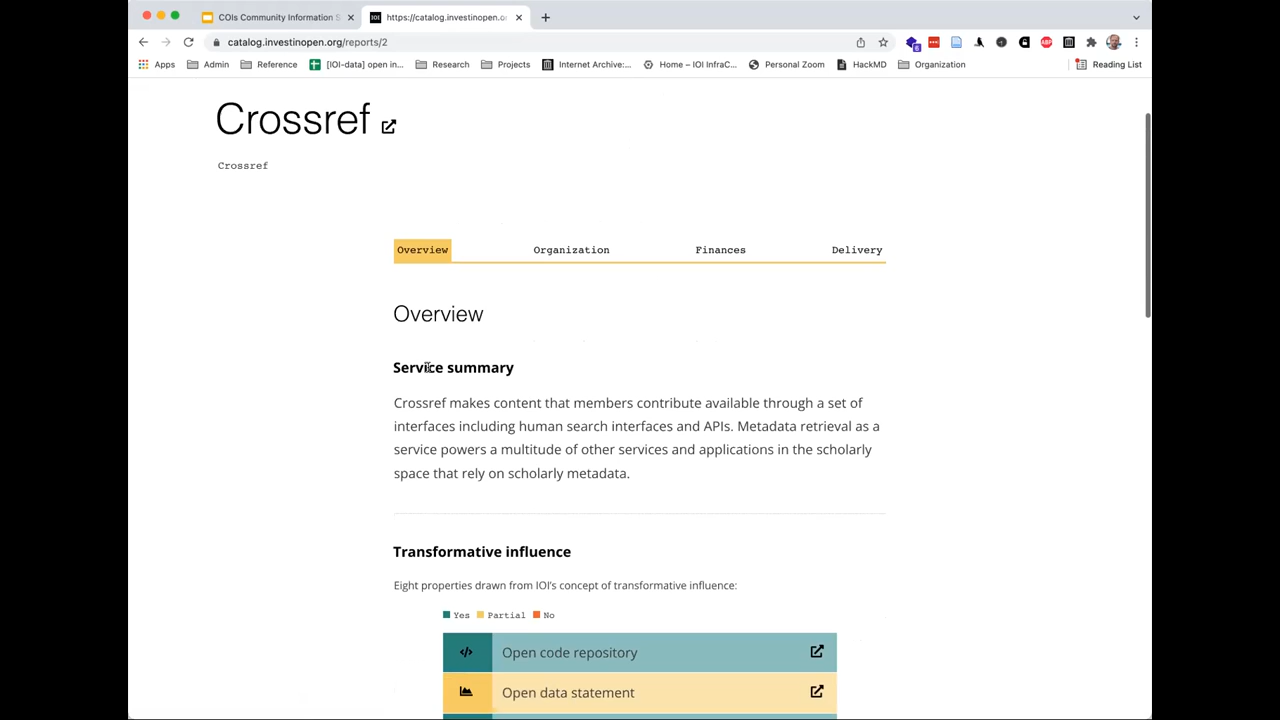 COIs Community Information S
https://catalog.investinopen.or
catalog.investinopen.org/reports/2
Apps
Admin
Reference
[IOI-data] open in...
Research
Projects
Internet Archive:...
Home – IOI InfraC...
Personal Zoom
HackMD
Organization
Reading List
Crossref
Crossref
Overview
Organization
Finances
Delivery
Overview
Service summary
Crossref makes content that members contribute available through a set of
interfaces including human search interfaces and APIs. Metadata retrieval as a
service powers a multitude of other services and applications in the scholarly
space that rely on scholarly metadata.
Transformative influence
Eight properties drawn from IOI’s concept of transformative influence:
Yes Partial No
Open code repository
Open data statement